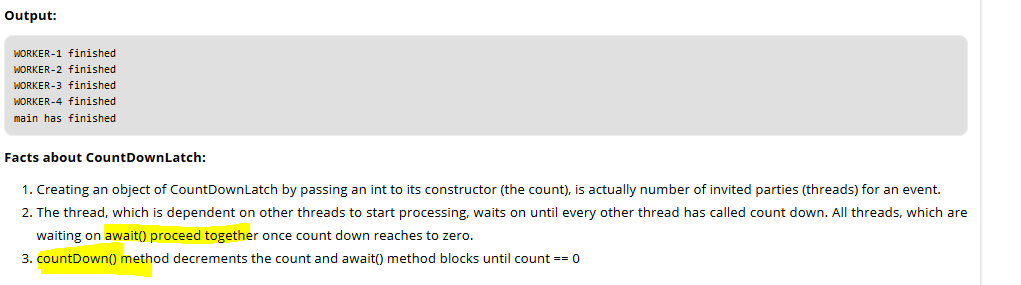 Output:
WORKER-1 finished
WORKER-2 finished
WORKER-3 finished
WORKER-4 finished
main has finished
Facts about CountDownLatch:
1. Creating an object of CountDownLatch by passing an int to its constructor (the count), is actually number of invited parties (threads) for an event.
2. The thread, which is dependent on other threads to start processing, waits on until every other thread has called count down. All threads, which are
waiting on await() proceed together once count down reaches to zero.
3. countDown() method decrements the count and await() method blocks until count == 0